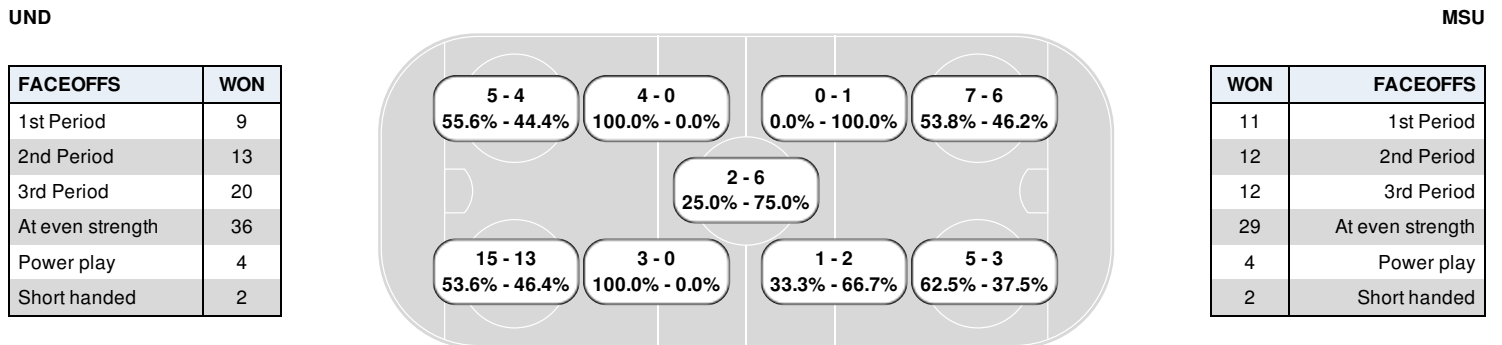 UND
MSU
FACEOFFS WON
1st Period 9
2nd Period 13
3rd Period 20
At even strength 36
Power play 4
Short handed 2
5 - 4
55.6% - 44.4%
4 - 0
100.0% - 0.0%
0 - 1
0.0% - 100.0%
7 - 6
53.8% - 46.2%
2 - 6
25.0% - 75.0%
15 - 13
53.6% - 46.4%
3 - 0
100.0% - 0.0%
1 - 2
33.3% - 66.7%
5 - 3
62.5% - 37.5%
WON FACEOFFS
11 1st Period
12 2nd Period
12 3rd Period
29 At even strength
4 Power play
2 Short handed